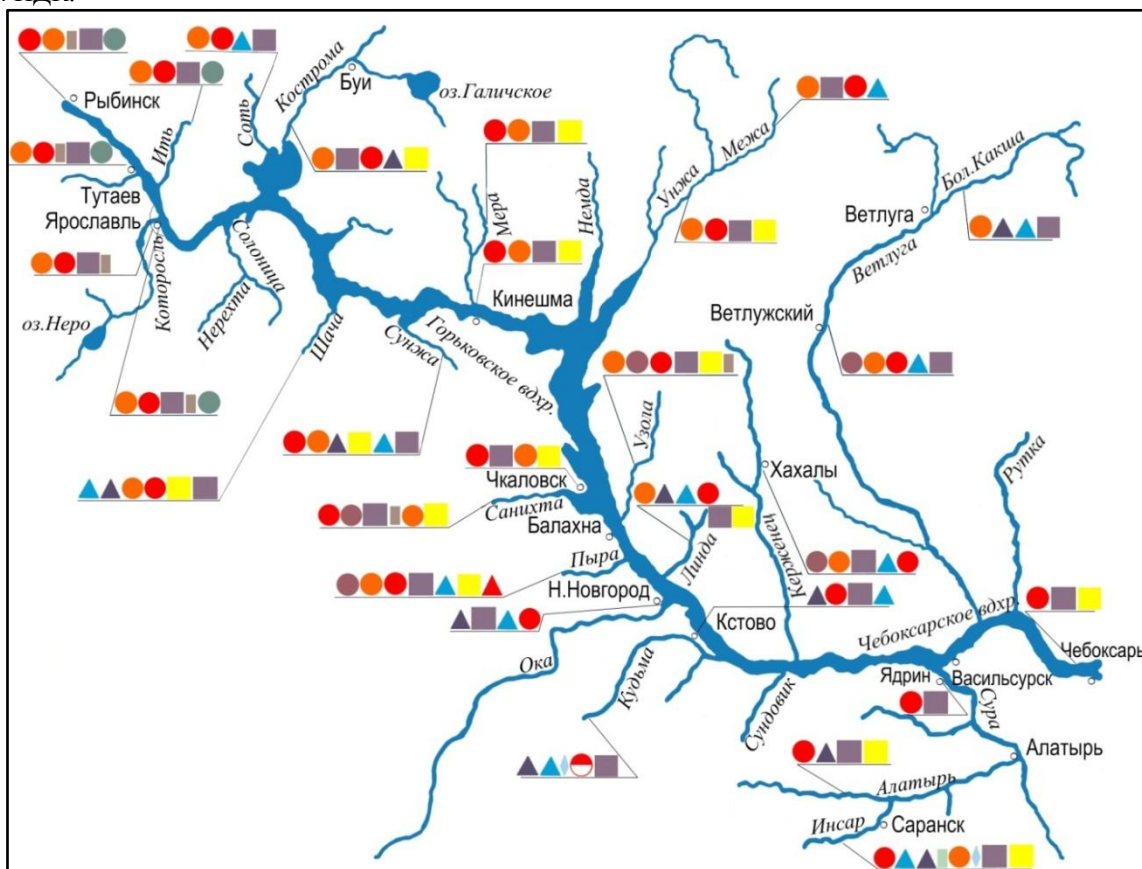 Рыбинск
Ить
Соть
Кострома
Буи
оз.Галичское
Тутаев
Ярославль
Которосль
оз.Неро
Солоница
Нерехта
Шача
Сунжа
Мера
Кинешма
Немда
Унжа
Межа
Горьковское вдхр.
Ветлуга
Бол.Какша
Ветлуга
Ветлужский
Узола
Чкаловск
Санихта
Балахна
Пыра
Линда
Н.Новгород
Керженец
Хахалы
Рутка
Ока
Кстово
Кудьма
Сундовик
Чебоксарское вдхр.
Чебоксары
Ядрин
Васильсурск
Сура
Алатырь
Алатырь
Инсар
Саранск